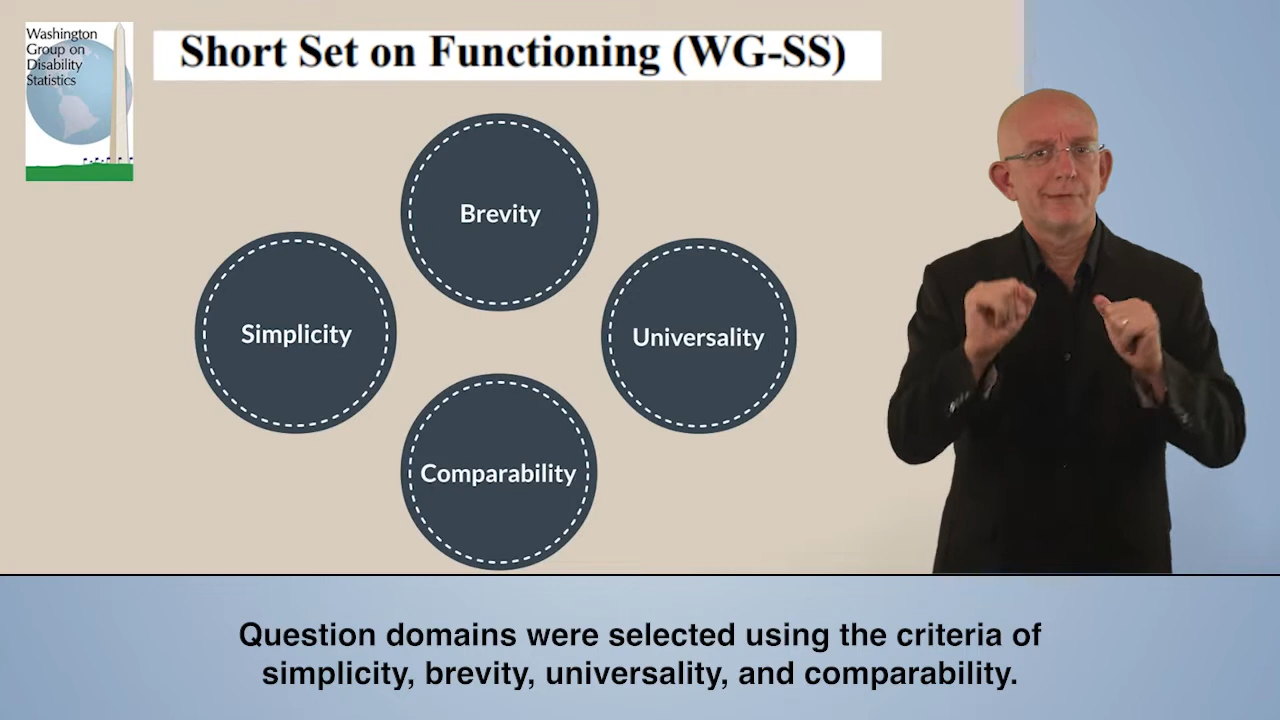 Washington
Group on
Disability
Statistics
Short Set on Functioning (WG-SS)
Brevity
Simplicity
Universality
Comparability
Question domains were selected using the criteria of
simplicity, brevity, universality, and comparability.